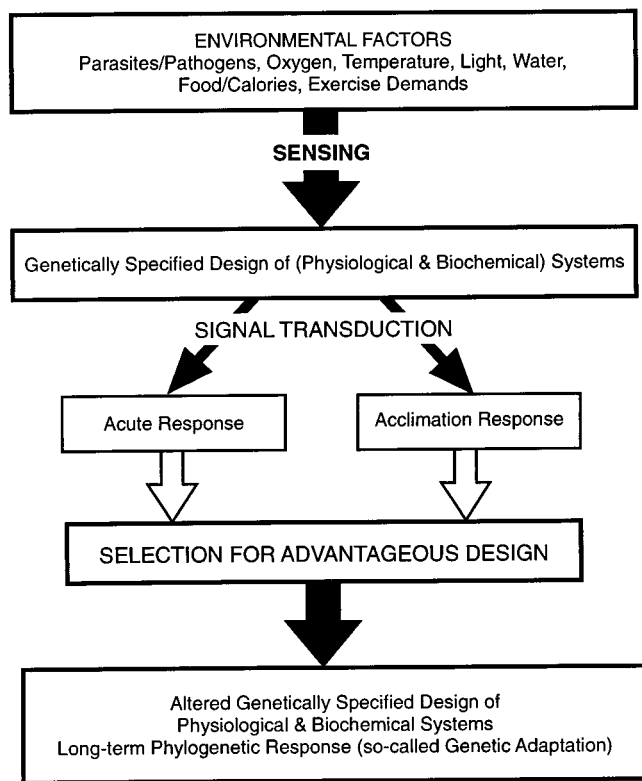 ENVIRONMENTAL FACTORS
Parasites/Pathogens, Oxygen, Temperature, Light, Water,
Food/Calories, Exercise Demands
SENSING
Genetically Specified Design of (Physiological & Biochemical) Systems
SIGNAL TRANSDUCTION
Acute Response
Acclimation Response
SELECTION FOR ADVANTAGEOUS DESIGN
Altered Genetically Specified Design of
Physiological & Biochemical Systems
Long-term Phylogenetic Response (so-called Genetic Adaptation)